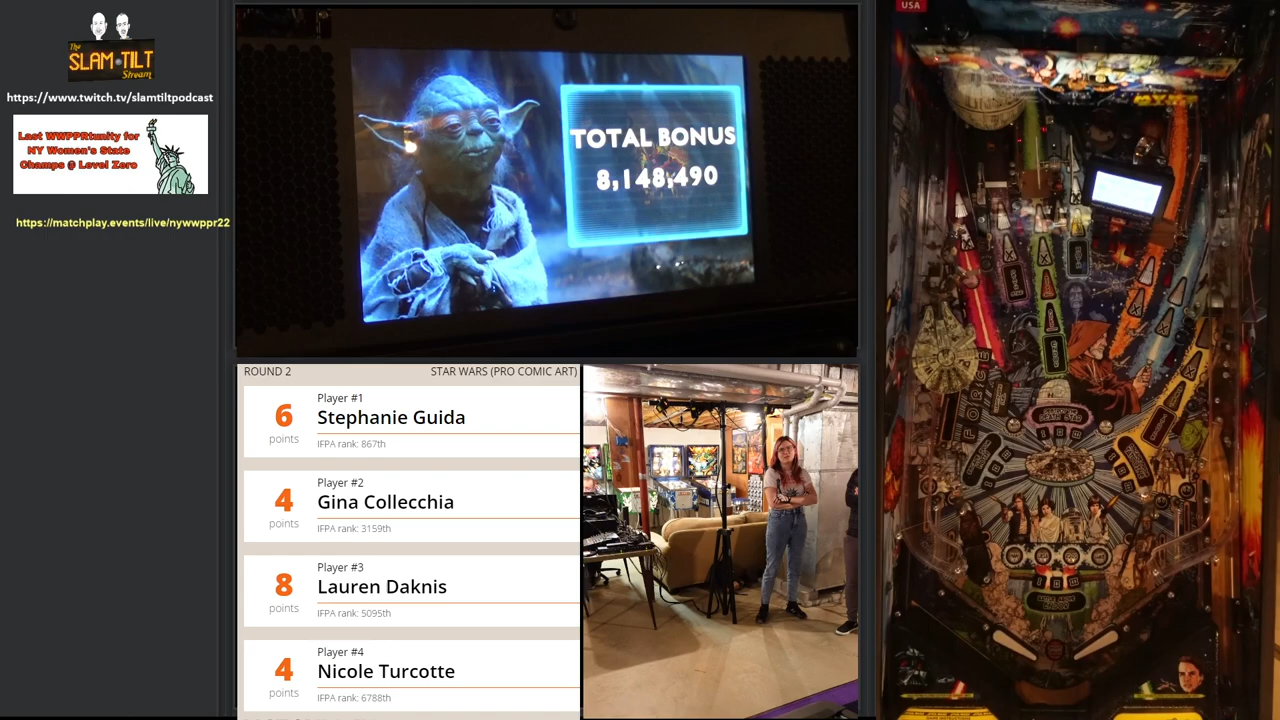 The
SLAM TILT
Stream
https://www.twitch.tv/slamtiltpodcast
Last WWPPRtunity for
NY Women's State
Champs @ Level Zero
https://matchplay.events/live/nywwppr22
TOTAL BONUS
8,148,490
ROUND 2
STAR WARS (PRO COMIC ART)
Player #1
6
points
Stephanie Guida
IFPA rank: 867th
Player #2
4
points
Gina Collecchia
IFPA rank: 3159th
Player #3
8
points
Lauren Daknis
IFPA rank: 5095th
Player #4
4
points
Nicole Turcotte
IFPA rank: 6788th
USA